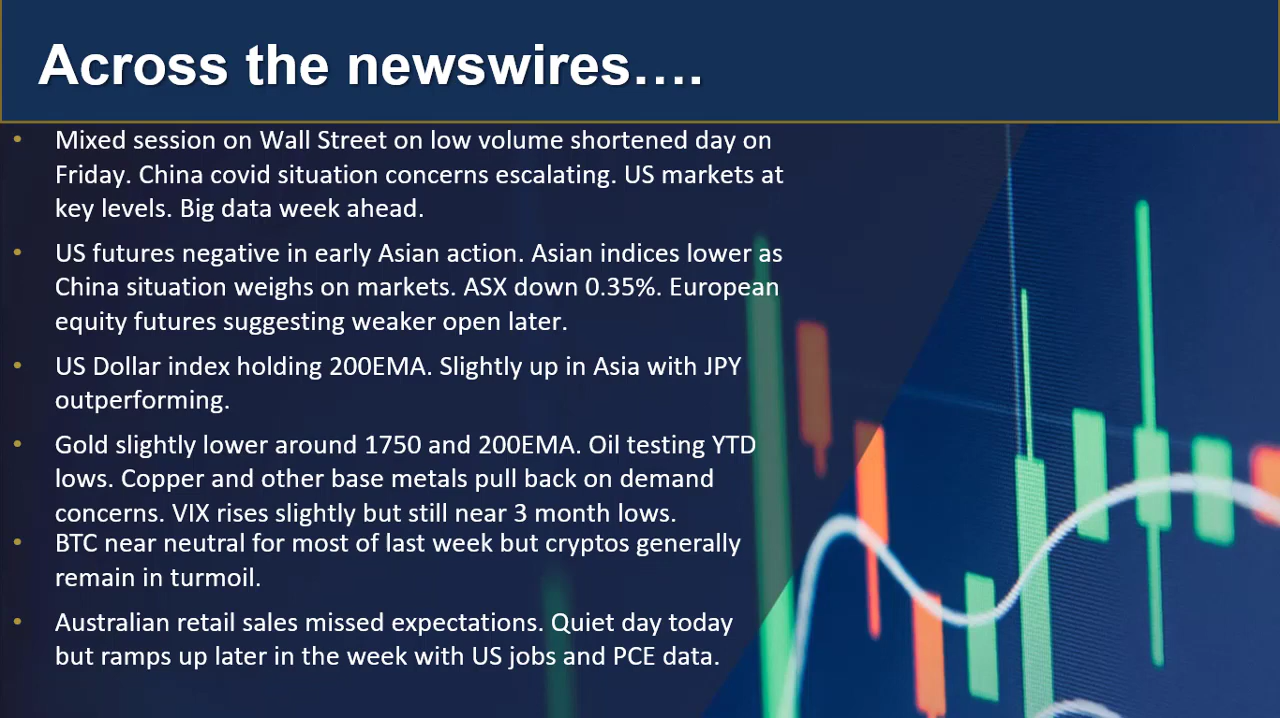 Across the newswires....
• Mixed session on Wall Street on low volume shortened day on
Friday. China covid situation concerns escalating. US markets at
key levels. Big data week ahead.
• US futures negative in early Asian action. Asian indices lower as
China situation weighs on markets. ASX down 0.35%. European
equity futures suggesting weaker open later.
• US Dollar index holding 200EMA. Slightly up in Asia with JPY
outperforming.
• Gold slightly lower around 1750 and 200EMA. Oil testing YTD
lows. Copper and other base metals pull back on demand
concerns. VIX rises slightly but still near 3 month lows.
• BTC near neutral for most of last week but cryptos generally
remain in turmoil.
• Australian retail sales missed expectations. Quiet day today
but ramps up later in the week with US jobs and PCE data.